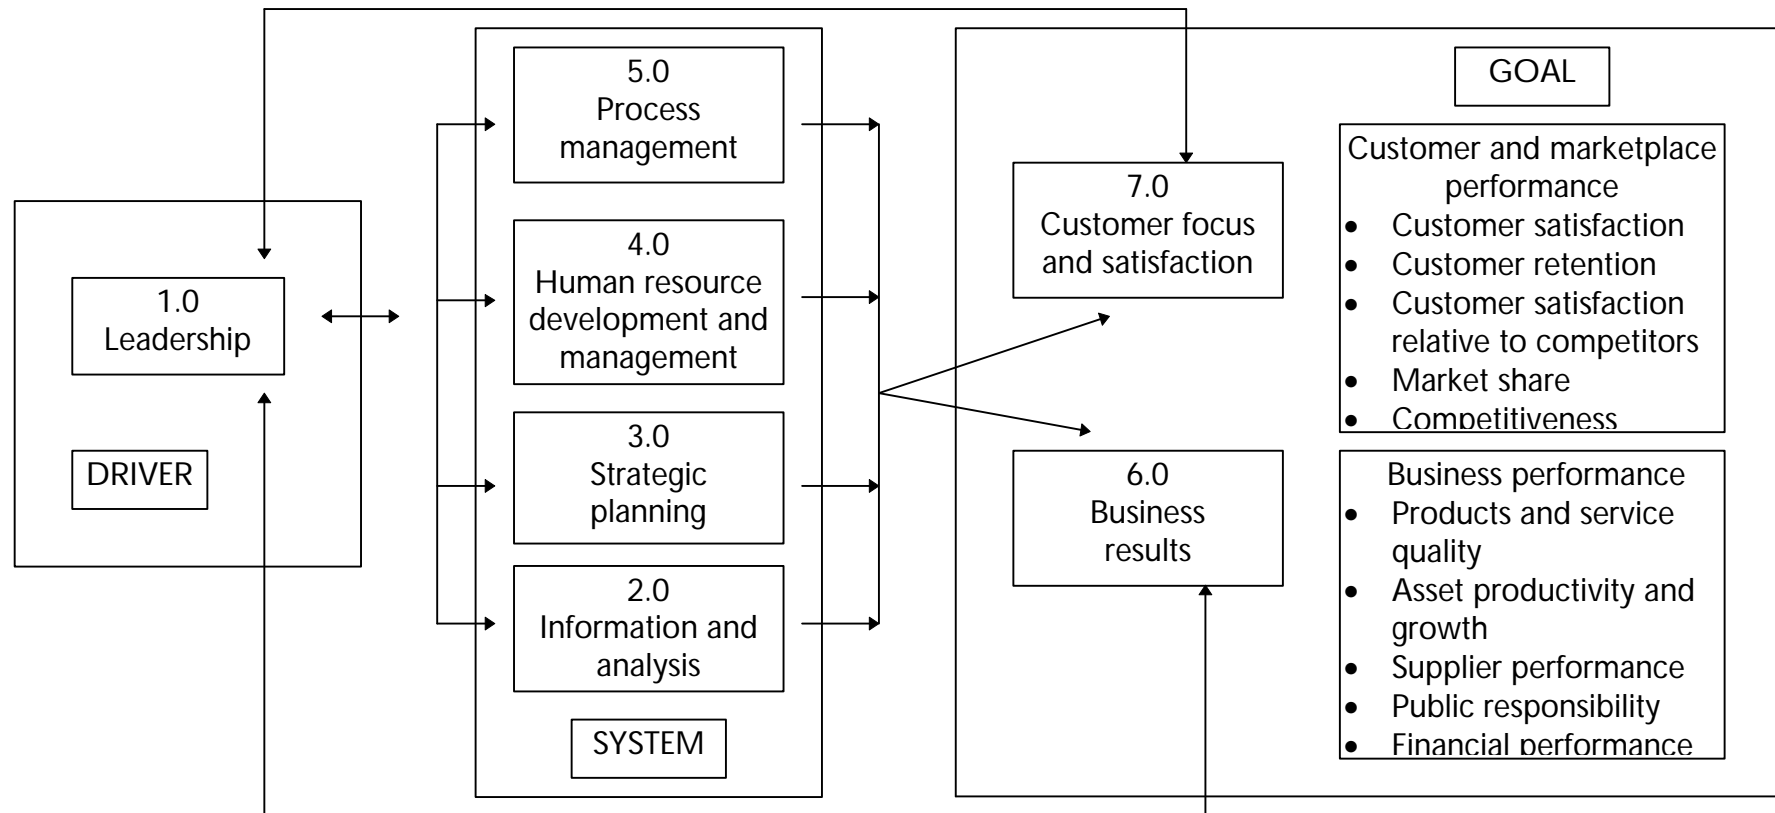 1.0
Leadership
DRIVER
5.0
Process
management
4.0
Human resource
development and
management
3.0
Strategic
planning
2.0
Information and
analysis
SYSTEM
7.0
Customer focus
and satisfaction
6.0
Business
results
GOAL
Customer and marketplace
performance
• Customer satisfaction
• Customer retention
• Customer satisfaction
relative to competitors
• Market share
• Competitiveness
Business performance
• Products and service
quality
• Asset productivity and
growth
• Supplier performance
• Public responsibility
• Financial performance